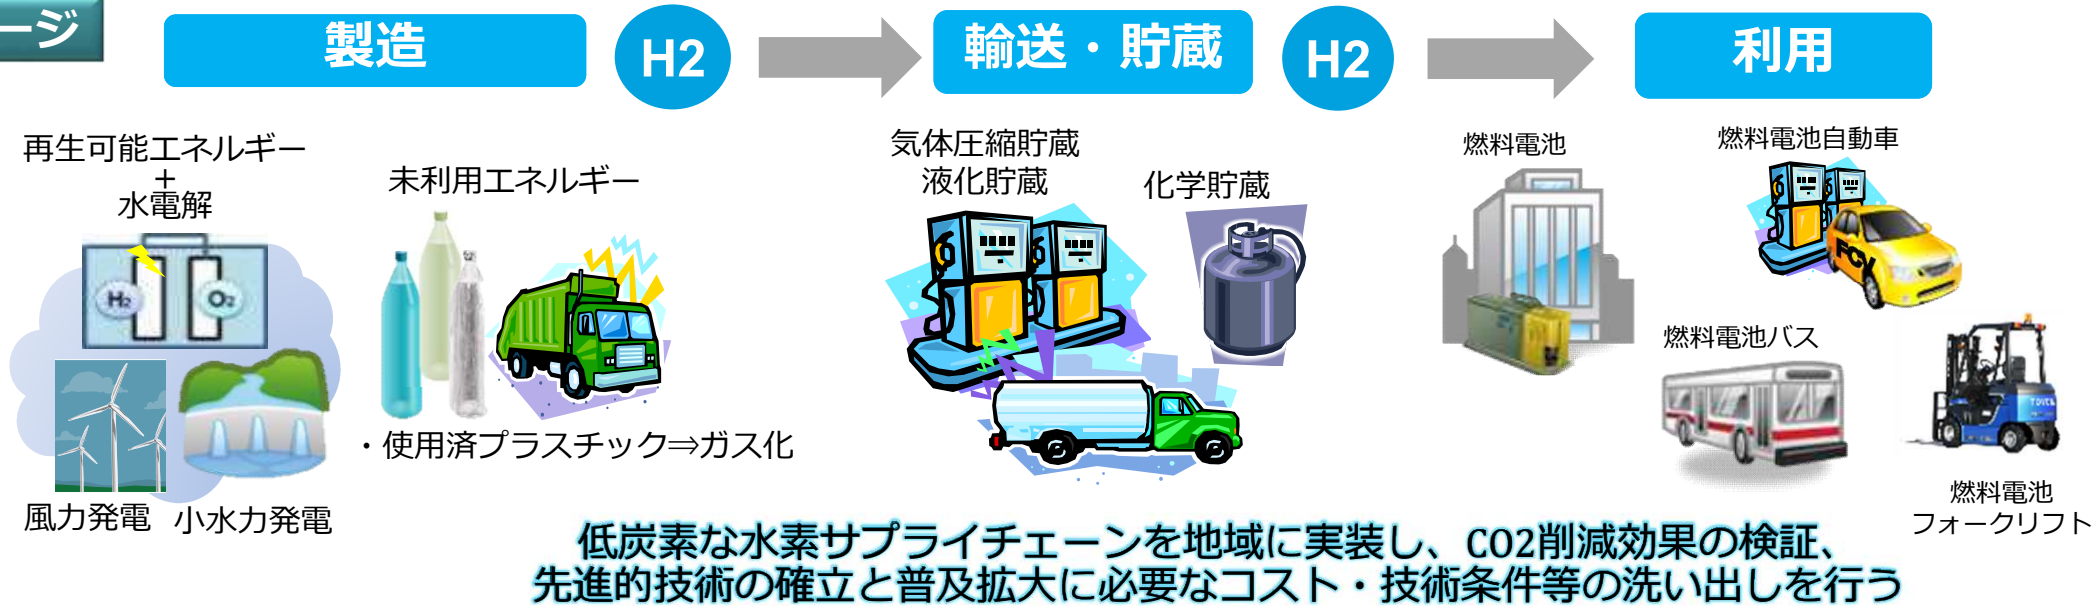 ージ
製造
H2
輸送・貯蔵
H2
利用
再生可能エネルギー
+
水電解
H₂
O₂
風力発電
小水力発電
未利用エネルギー
・使用済プラスチック⇒ガス化
気体圧縮貯蔵
液化貯蔵
化学貯蔵
燃料電池
燃料電池自動車
FCV
燃料電池バス
燃料電池
フォークリフト
低炭素な水素サプライチェーンを地域に実装し、CO2削減効果の検証、
先進的技術の確立と普及拡大に必要なコスト・技術条件等の洗い出しを行う